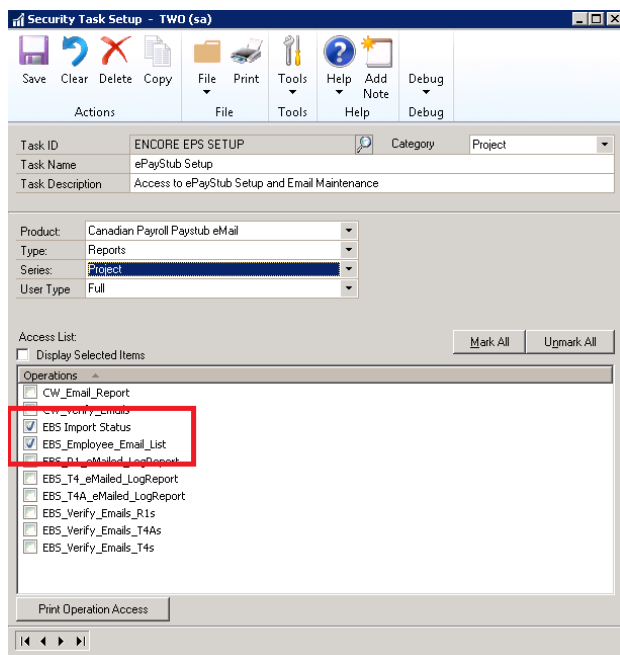 Security Task Setup - TWO (sa)
Save Clear Delete Copy File Print Tools Help Add Note Debug
Actions File Tools Help Debug
Task ID ENCORE EPS SETUP Category Project
Task Name ePayStub Setup
Task Description Access to ePayStub Setup and Email Maintenance
Product: Canadian Payroll Paystub eMail
Type: Reports
Series: Project
User Type Full
Access List: Mark All Unmark All
Display Selected Items
Operations
CW_Email_Report
CW_Verify_Emails
EBS Import Status
EBS_Employee_Email_List
EBS_R1_eMailed_LogReport
EBS_T4_eMailed_LogReport
EBS_T4A_eMailed_LogReport
EBS_Verify_Emails_R1s
EBS_Verify_Emails_T4As
EBS_Verify_Emails_T4s
Print Operation Access